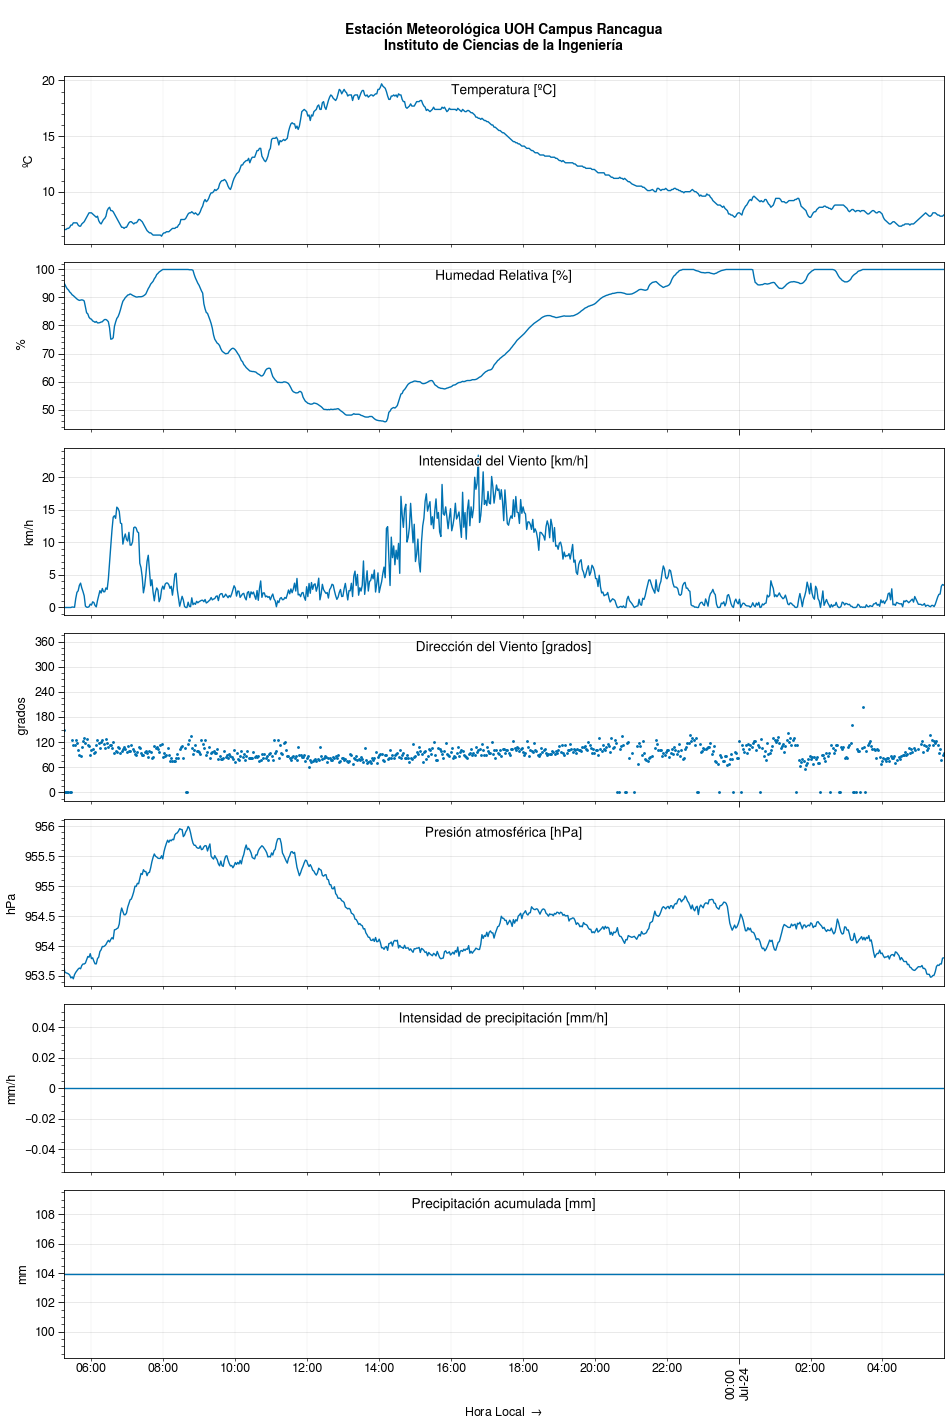 Estación Meteorológica UOH Campus Rancagua
Instituto de Ciencias de la Ingeniería
Temperatura [ºC]
20
15
10
ºC
Humedad Relativa [%]
100
90
80
70
60
50
%
Intensidad del Viento [km/h]
20
15
10
5
0
km/h
Dirección del Viento [grados]
360
300
240
180
120
60
0
grados
Presión atmosférica [hPa]
956
955.5
955
954.5
954
953.5
hPa
Intensidad de precipitación [mm/h]
0.04
0.02
0
−0.02
−0.04
mm/h
Precipitación acumulada [mm]
108
106
104
102
100
mm
06:00 08:00 10:00 12:00 14:00 16:00 18:00 20:00 22:00 00:00 02:00 04:00
Jul-24
Hora Local →